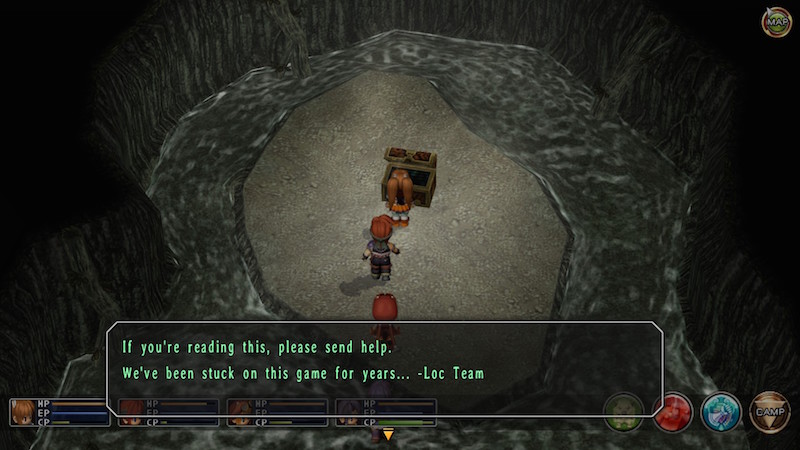 MAP
If you're reading this, please send help.
We've been stuck on this game for years... -Loc Team
HP
EP
CP
HP
EP
CP
HP
EP
CP
HP
EP
CP
CAMP